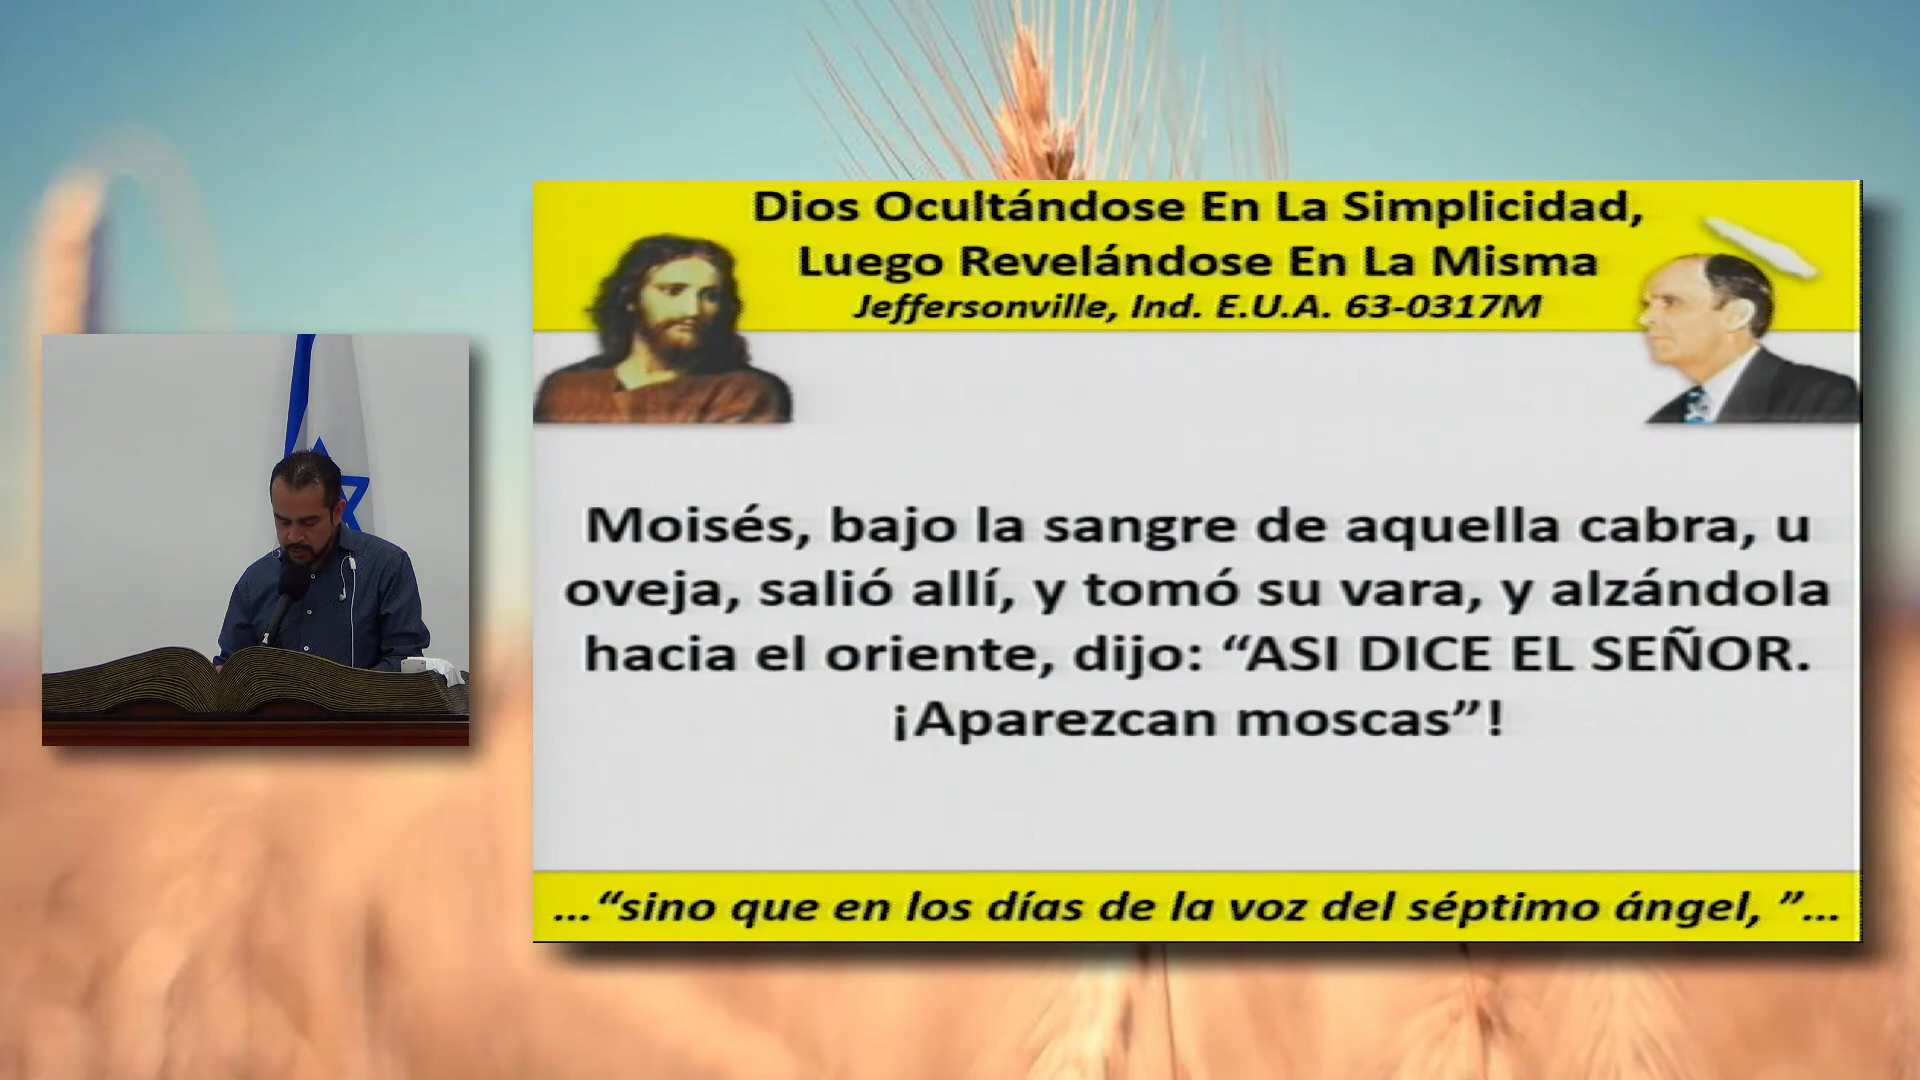 Dios Ocultándose En La Simplicidad,
Luego Revelándose En La Misma
Jeffersonville, Ind. E.U.A. 63-0317M
Moisés, bajo la sangre de aquella cabra, u
oveja, salió allí, y tomó su vara, y alzándola
hacia el oriente, dijo: “ASI DICE EL SEÑOR.
¡Aparezcan moscas”!
...“sino que en los días de la voz del séptimo ángel, ”...